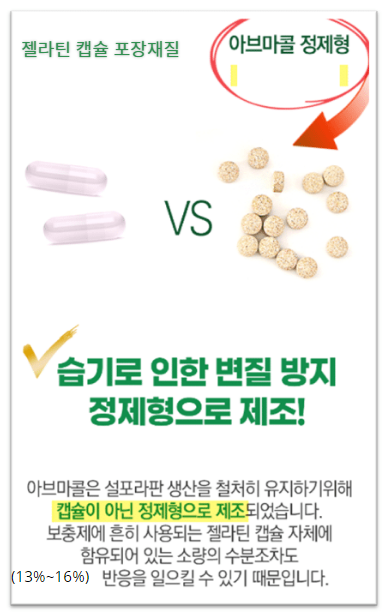 젤라틴 캡슐 포장재질
아브마콜 정제형
VS
습기로 인한 변질 방지
정제형으로 제조!
아브마콜은 설포라판 생산을 철처히 유지하기위해
캡슐이 아닌 정제형으로 제조되었습니다.
보충제에 흔히 사용되는 젤라틴 캡슐 자체에
함유되어 있는 소량의 수분조차도
(13%~16%) 반응을 일으킬 수 있기 때문입니다.